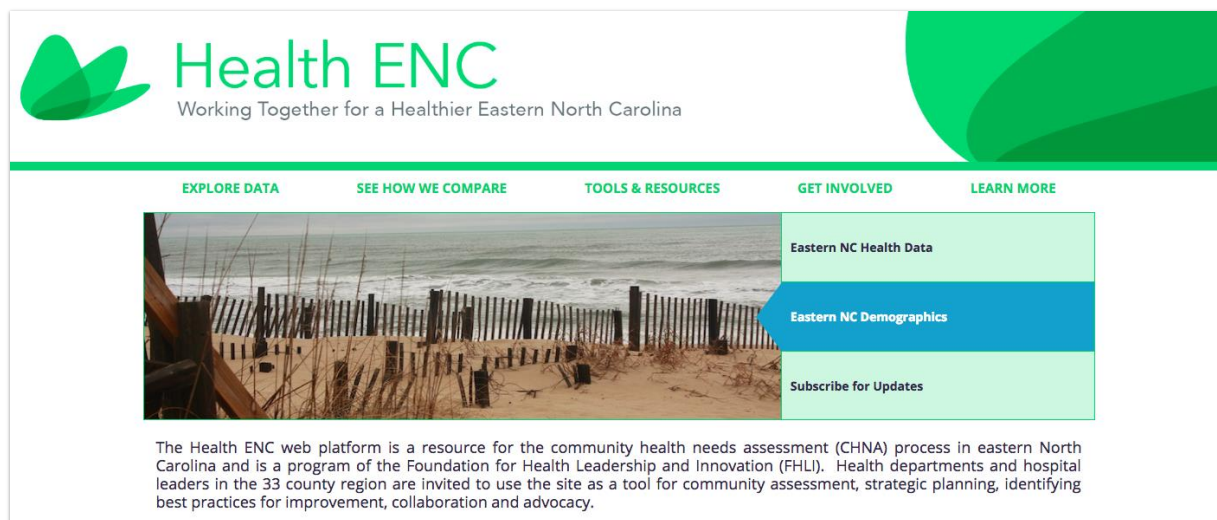 Health ENC
Working Together for a Healthier Eastern North Carolina
EXPLORE DATA SEE HOW WE COMPARE TOOLS & RESOURCES GET INVOLVED LEARN MORE
Eastern NC Health Data
Eastern NC Demographics
Subscribe for Updates
The Health ENC web platform is a resource for the community health needs assessment (CHNA) process in eastern North
Carolina and is a program of the Foundation for Health Leadership and Innovation (FHLI). Health departments and hospital
leaders in the 33 county region are invited to use the site as a tool for community assessment, strategic planning, identifying
best practices for improvement, collaboration and advocacy.